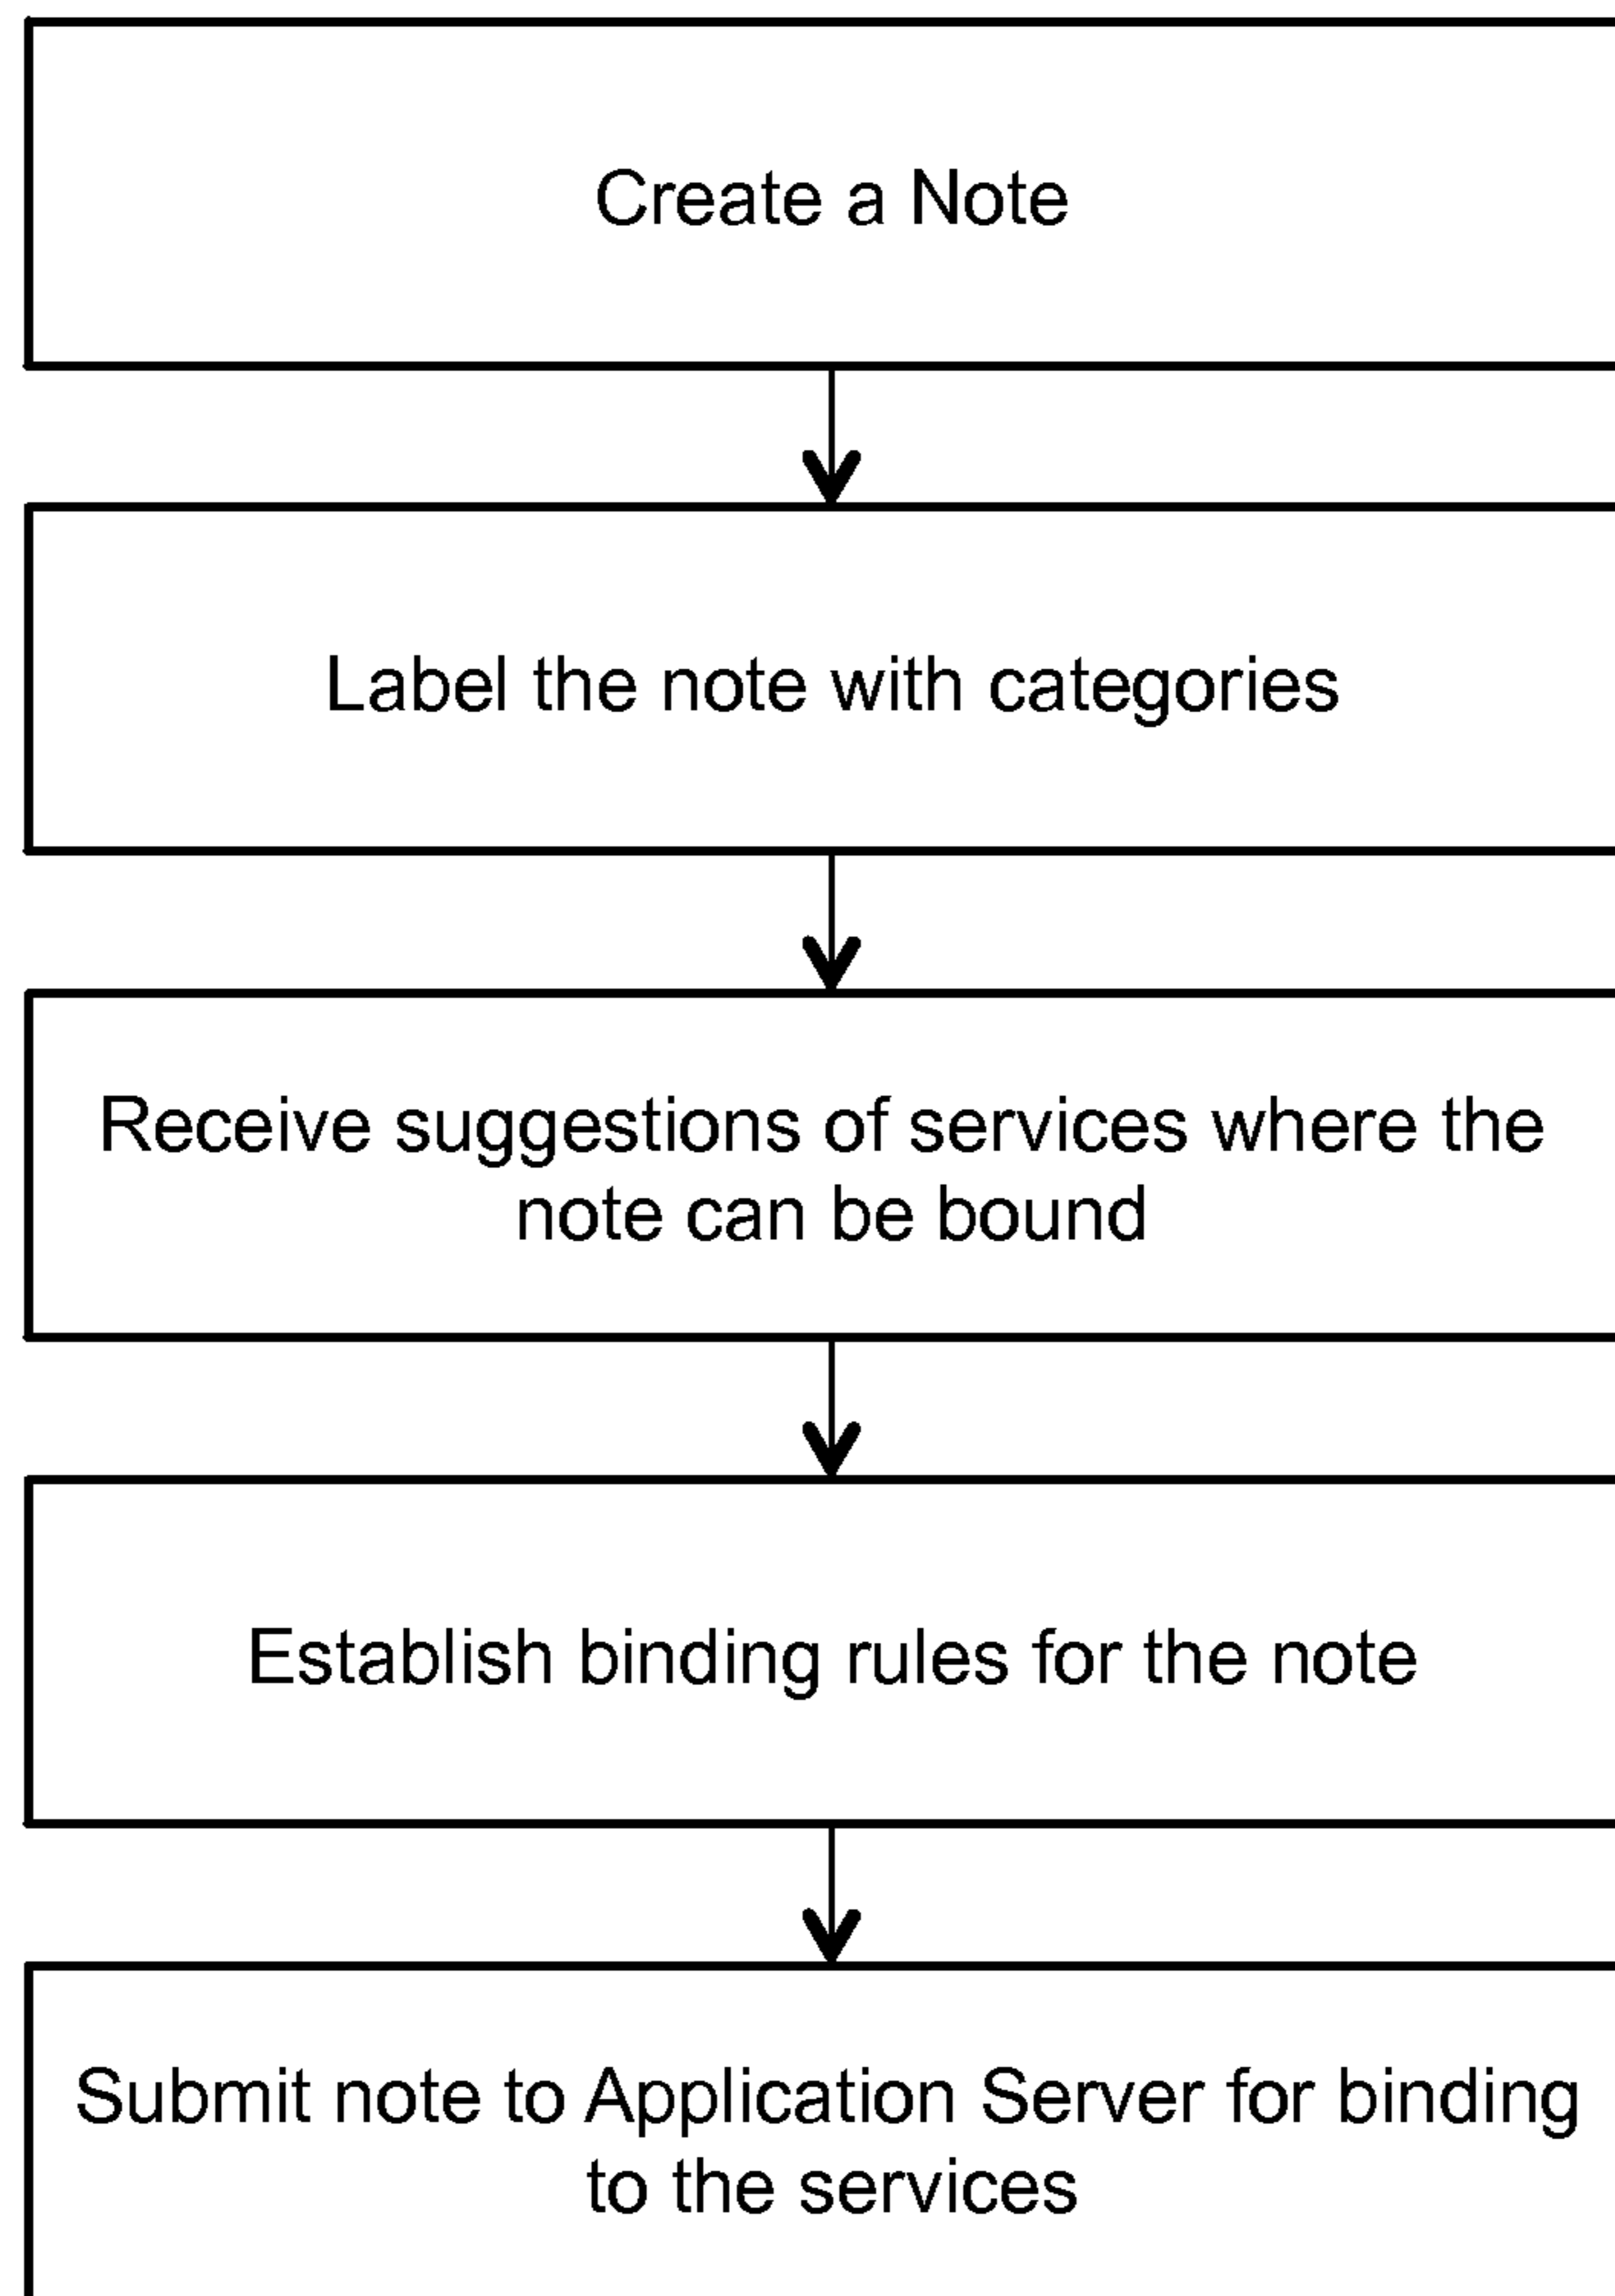 Create a Note
Label the note with categories
Receive suggestions of services where the
note can be bound
Establish binding rules for the note
Submit note to Application Server for binding
to the services